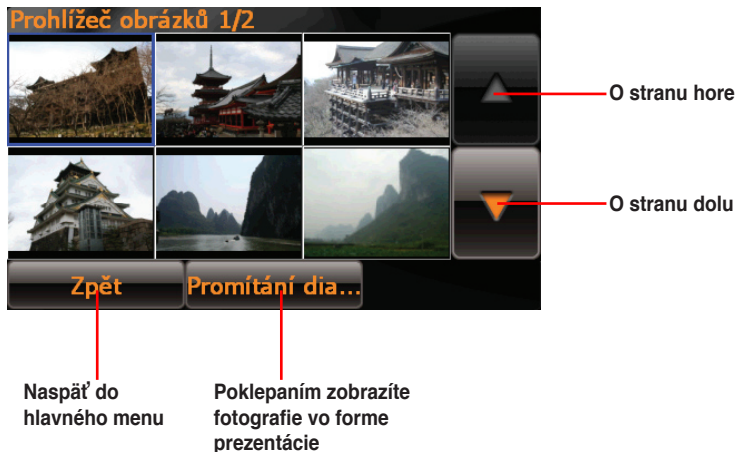 Prohlížeč obrázků 1/2
O stranu hore
O stranu dolu
Zpět
Promítání dia...
Naspäť do
hlavného menu
Poklepaním zobrazíte
fotografie vo forme
prezentácie